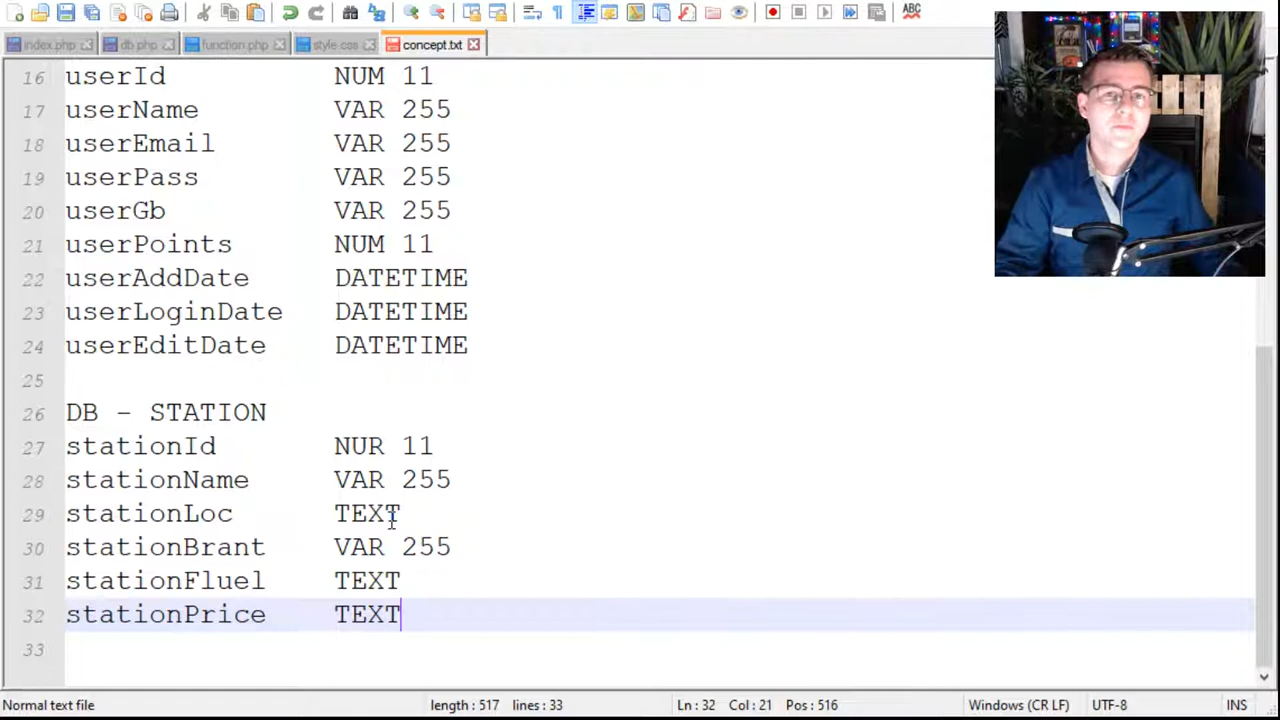 ABC
index.php db.php function.php style.css concept.txt
16 userId NUM 11
17 userName VAR 255
18 userEmail VAR 255
19 userPass VAR 255
20 userGb VAR 255
21 userPoints NUM 11
22 userAddDate DATETIME
23 userLoginDate DATETIME
24 userEditDate DATETIME
25
26 DB - STATION
27 stationId NUR 11
28 stationName VAR 255
29 stationLoc TEXT
30 stationBrant VAR 255
31 stationFluel TEXT
32 stationPrice TEXT
33
Normal text file length : 517 lines : 33 Ln : 32 Col : 21 Pos : 516 Windows (CR LF) UTF-8 INS